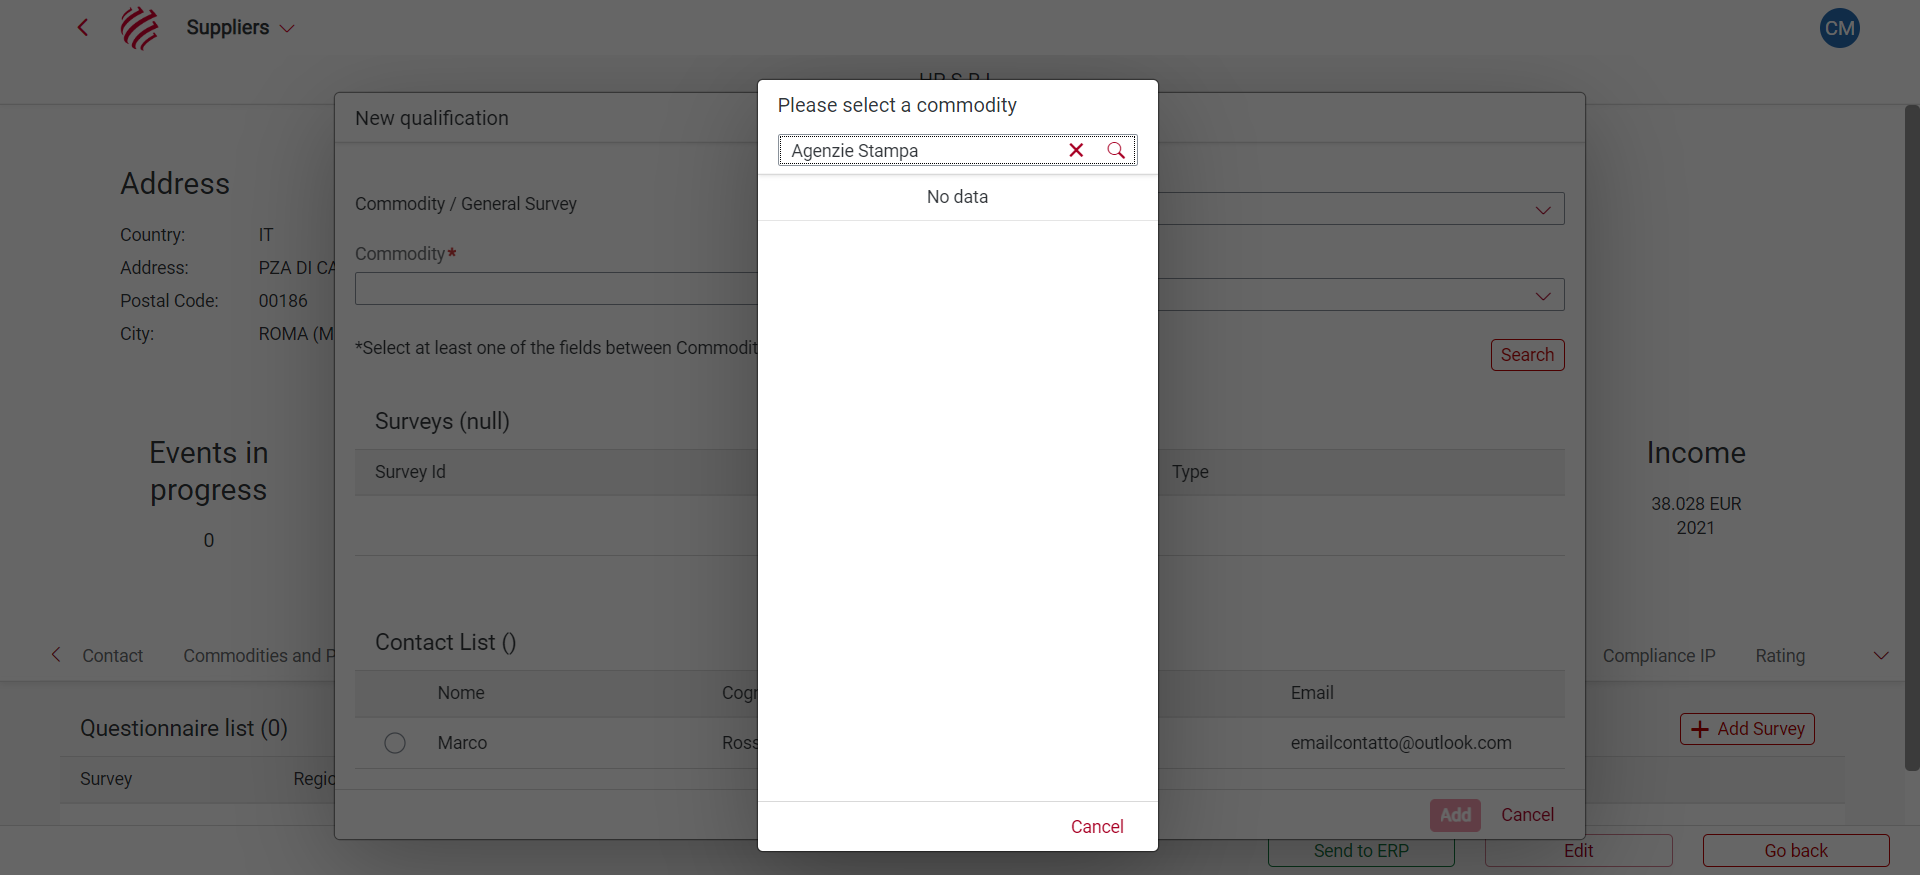 Suppliers
CM
New qualification
Please select a commodity
Agenzie Stampa
No data
Address
Country: IT
Address: PZA DI CA
Postal Code: 00186
City: ROMA (M
Commodity / General Survey
Commodity*
*Select at least one of the fields between Commodit
Search
Surveys (null)
Survey Id Type
Events in
progress
0
Income
38.028 EUR
2021
Contact List ()
Contact Commodities and P Compliance IP Rating
Nome Cogr Email
Marco Ross emailcontatto@outlook.com
Questionnaire list (0)
Add Survey
Survey Regio
Add Cancel
Cancel
Send to ERP Edit Go back